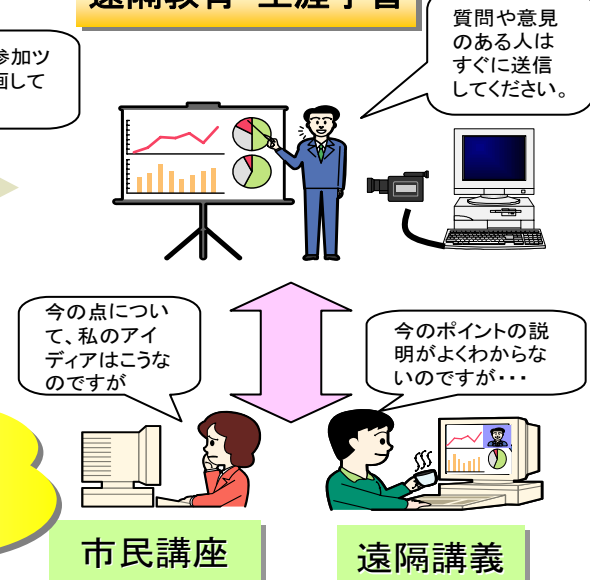 遠隔教育・生涯学習
参加ツ
画して
質問や意見
のある人は
すぐに送信
してください。
今の点につい
て、私のアイ
ディアはこうな
のですが
今のポイントの説
明がよくわからな
いのですが・・・
市民講座
遠隔講義